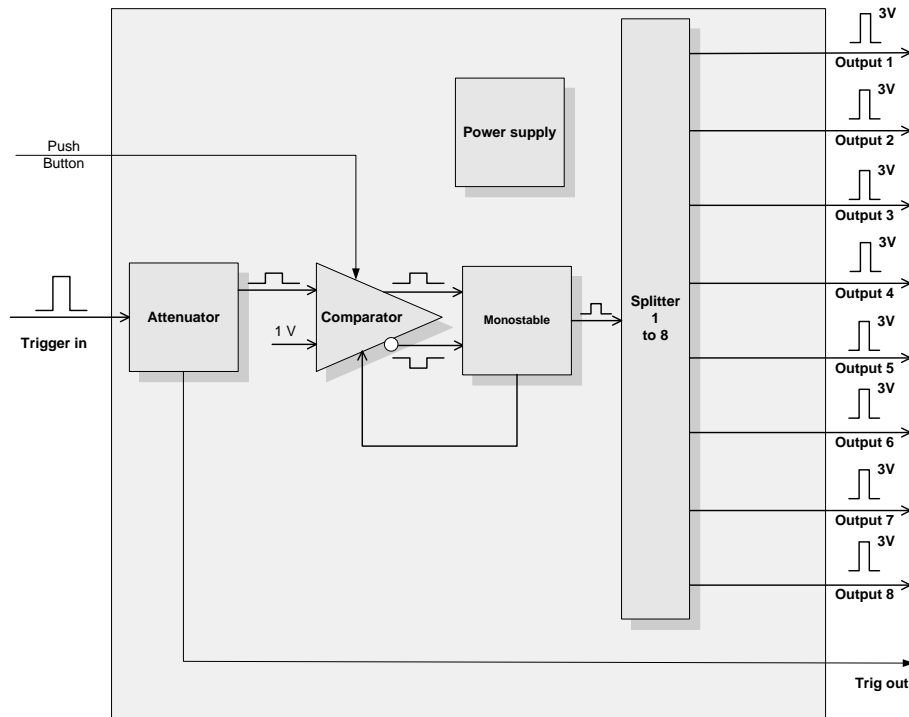 3V
Output 1
3V
Output 2
Power supply
Push
Button
3V
Output 3
3V
Output 4
Trigger in
Attenuator
1 V
Comparator
Monostable
Splitter
1
to 8
3V
Output 5
3V
Output 6
3V
Output 7
3V
Output 8
Trig out